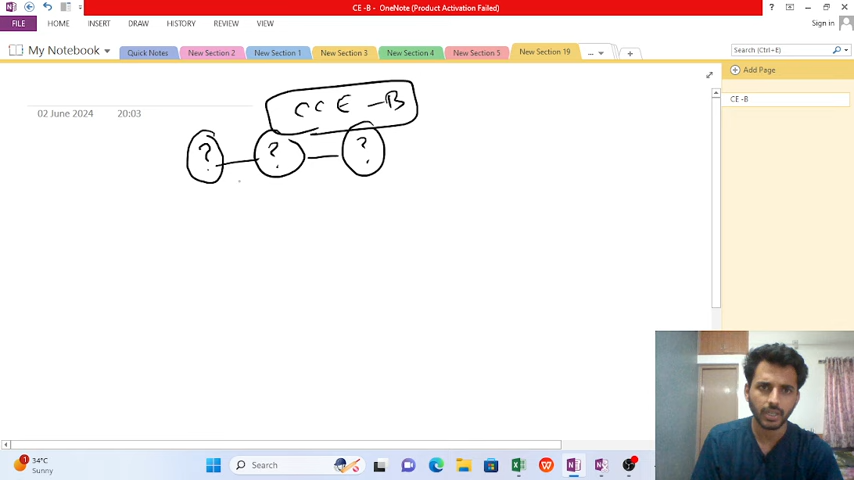 CE -B - OneNote (Product Activation Failed)
FILE HOME INSERT DRAW HISTORY REVIEW VIEW Sign in
My Notebook Quick Notes New Section 2 New Section 1 New Section 3 New Section 4 New Section 5 New Section 19 ... + Search (Ctrl+E)
+ Add Page
CE -B
CCE -B
02 June 2024 20:03
? ? ?
1 34°C
Sunny
Search